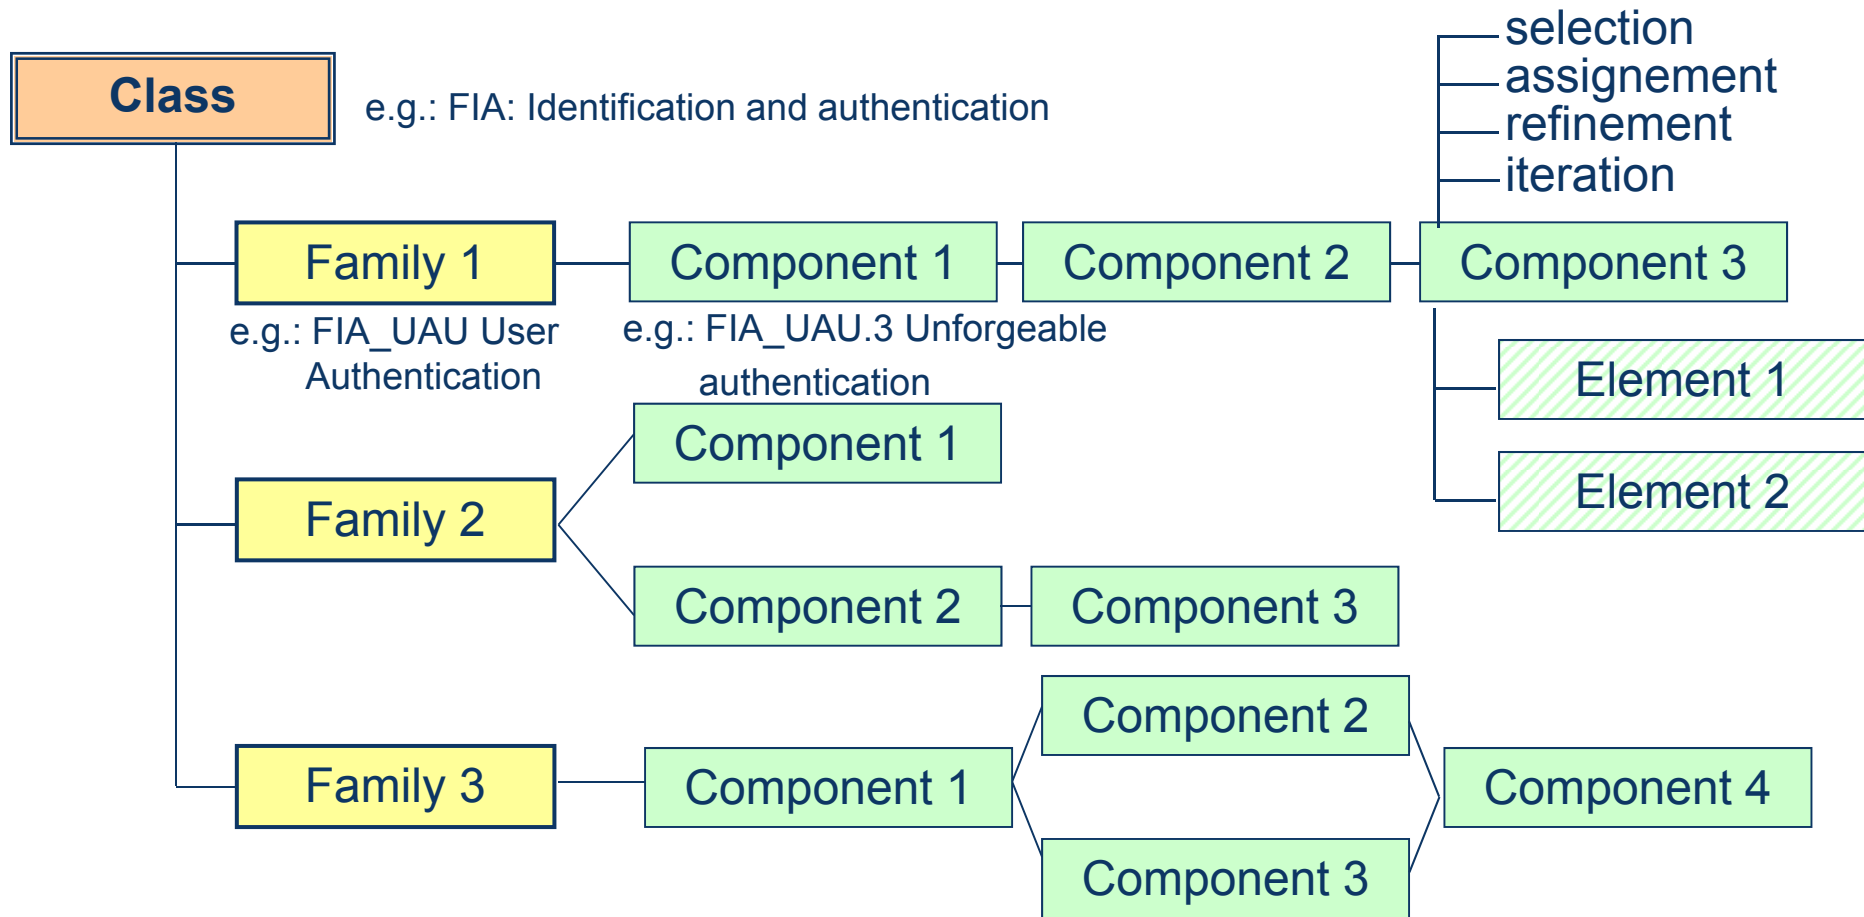 selection
assignement
refinement
iteration
Class
e.g.: FIA: Identification and authentication
Family 1
Component 1
Component 2
Component 3
e.g.: FIA_UAU User
Authentication
e.g.: FIA_UAU.3 Unforgeable
authentication
Element 1
Element 2
Component 1
Family 2
Component 2
Component 3
Component 2
Family 3
Component 1
Component 4
Component 3